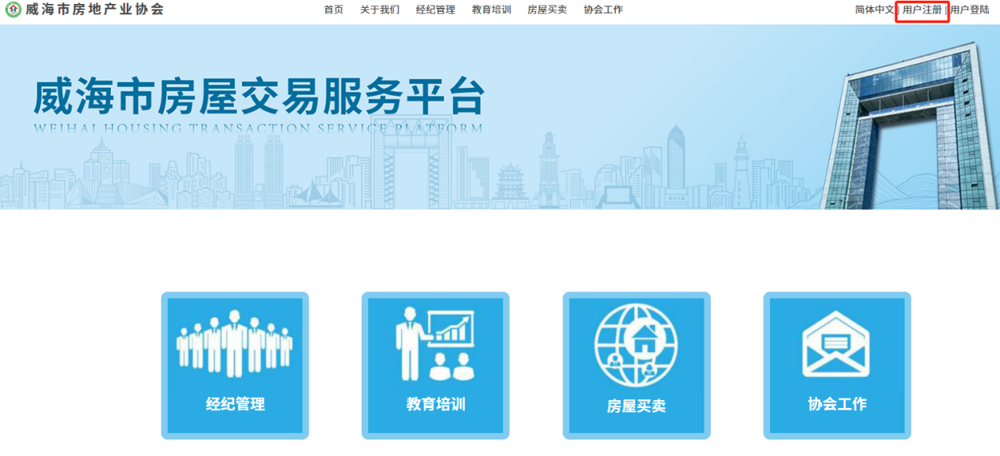 威海市房地产业协会 首页 关于我们 经纪管理 教育培训 房屋买卖 协会工作 简体中文 | 用户注册 | 用户登陆
威海市房屋交易服务平台
WEIHAI HOUSING TRANSACTION SERVICE PLATFORM
经纪管理 教育培训 房屋买卖 协会工作